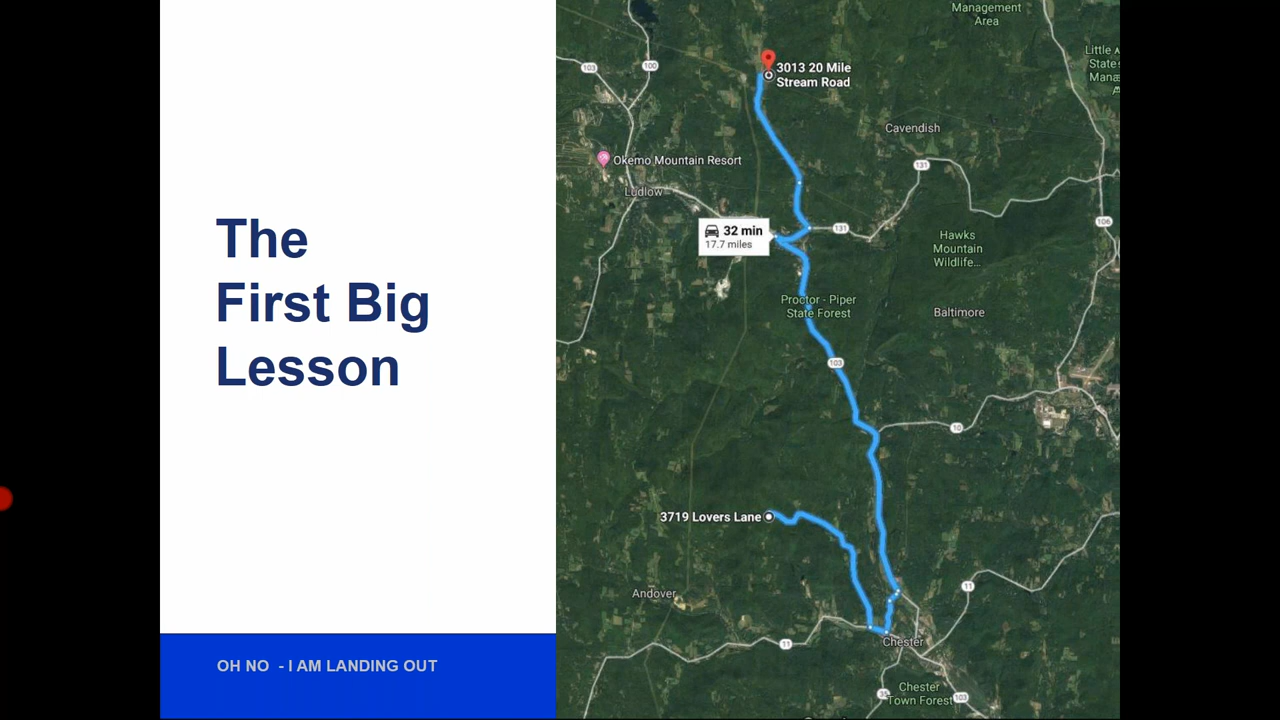 The
First Big
Lesson
OH NO - I AM LANDING OUT
Management
Area
103
100
3013 20 Mile
Stream Road
Little
State
Cavendish
131
Okemo Mountain Resort
Ludlow
106
32 min
17.7 miles
131
Hawks
Mountain
Wildlife...
Proctor - Piper
State Forest
Baltimore
103
10
3719 Lovers Lane
Andover
11
11
Chester
Chester
Town Forest
103